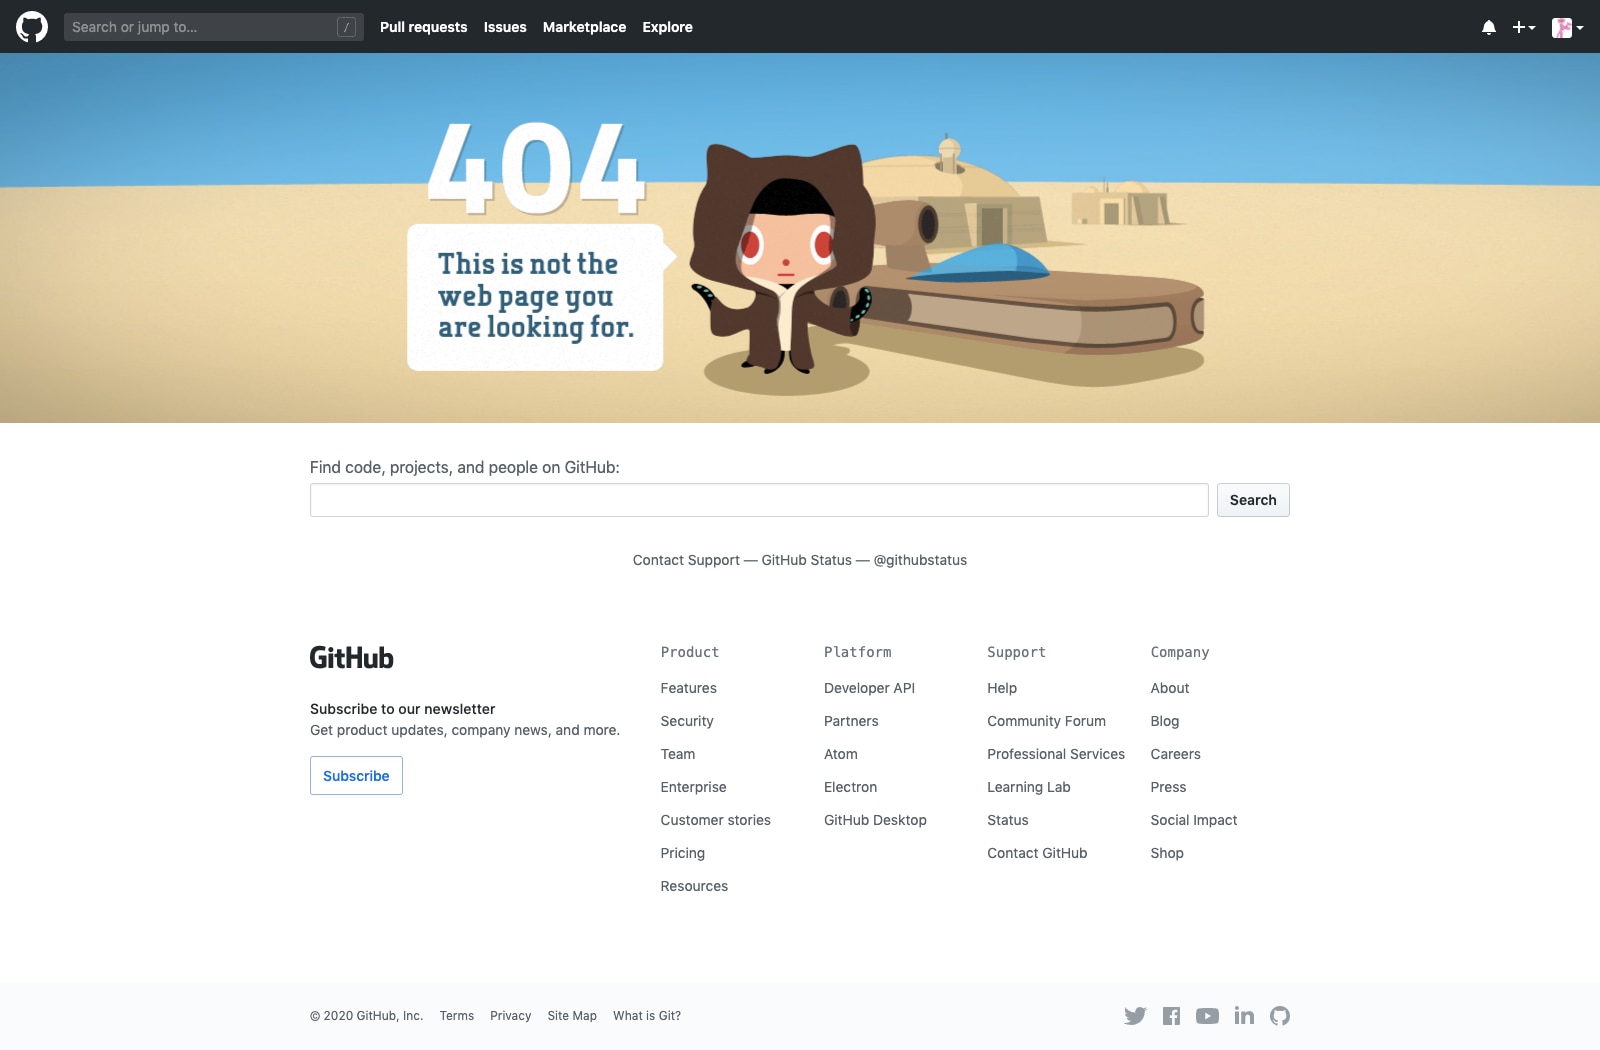 Search or jump to...
/
Pull requests
Issues
Marketplace
Explore
404
This is not the
web page you
are looking for.
Find code, projects, and people on GitHub:
Search
Contact Support — GitHub Status — @githubstatus
GitHub
Subscribe to our newsletter
Get product updates, company news, and more.
Subscribe
Product
Features
Security
Team
Enterprise
Customer stories
Pricing
Resources
Platform
Developer API
Partners
Atom
Electron
GitHub Desktop
Support
Help
Community Forum
Professional Services
Learning Lab
Status
Contact GitHub
Company
About
Blog
Careers
Press
Social Impact
Shop
© 2020 GitHub, Inc.
Terms
Privacy
Site Map
What is Git?